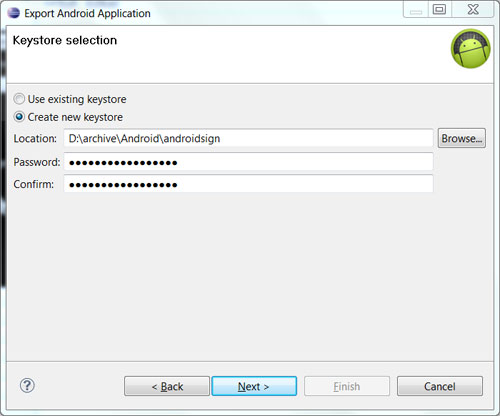 Export Android Application
Keystore selection
Use existing keystore
Create new keystore
Location: D:\archive\Android\androidsign Browse...
Password: ●●●●●●●●●●●●●●●●●
Confirm: ●●●●●●●●●●●●●●●●●
? < Back Next > Finish Cancel